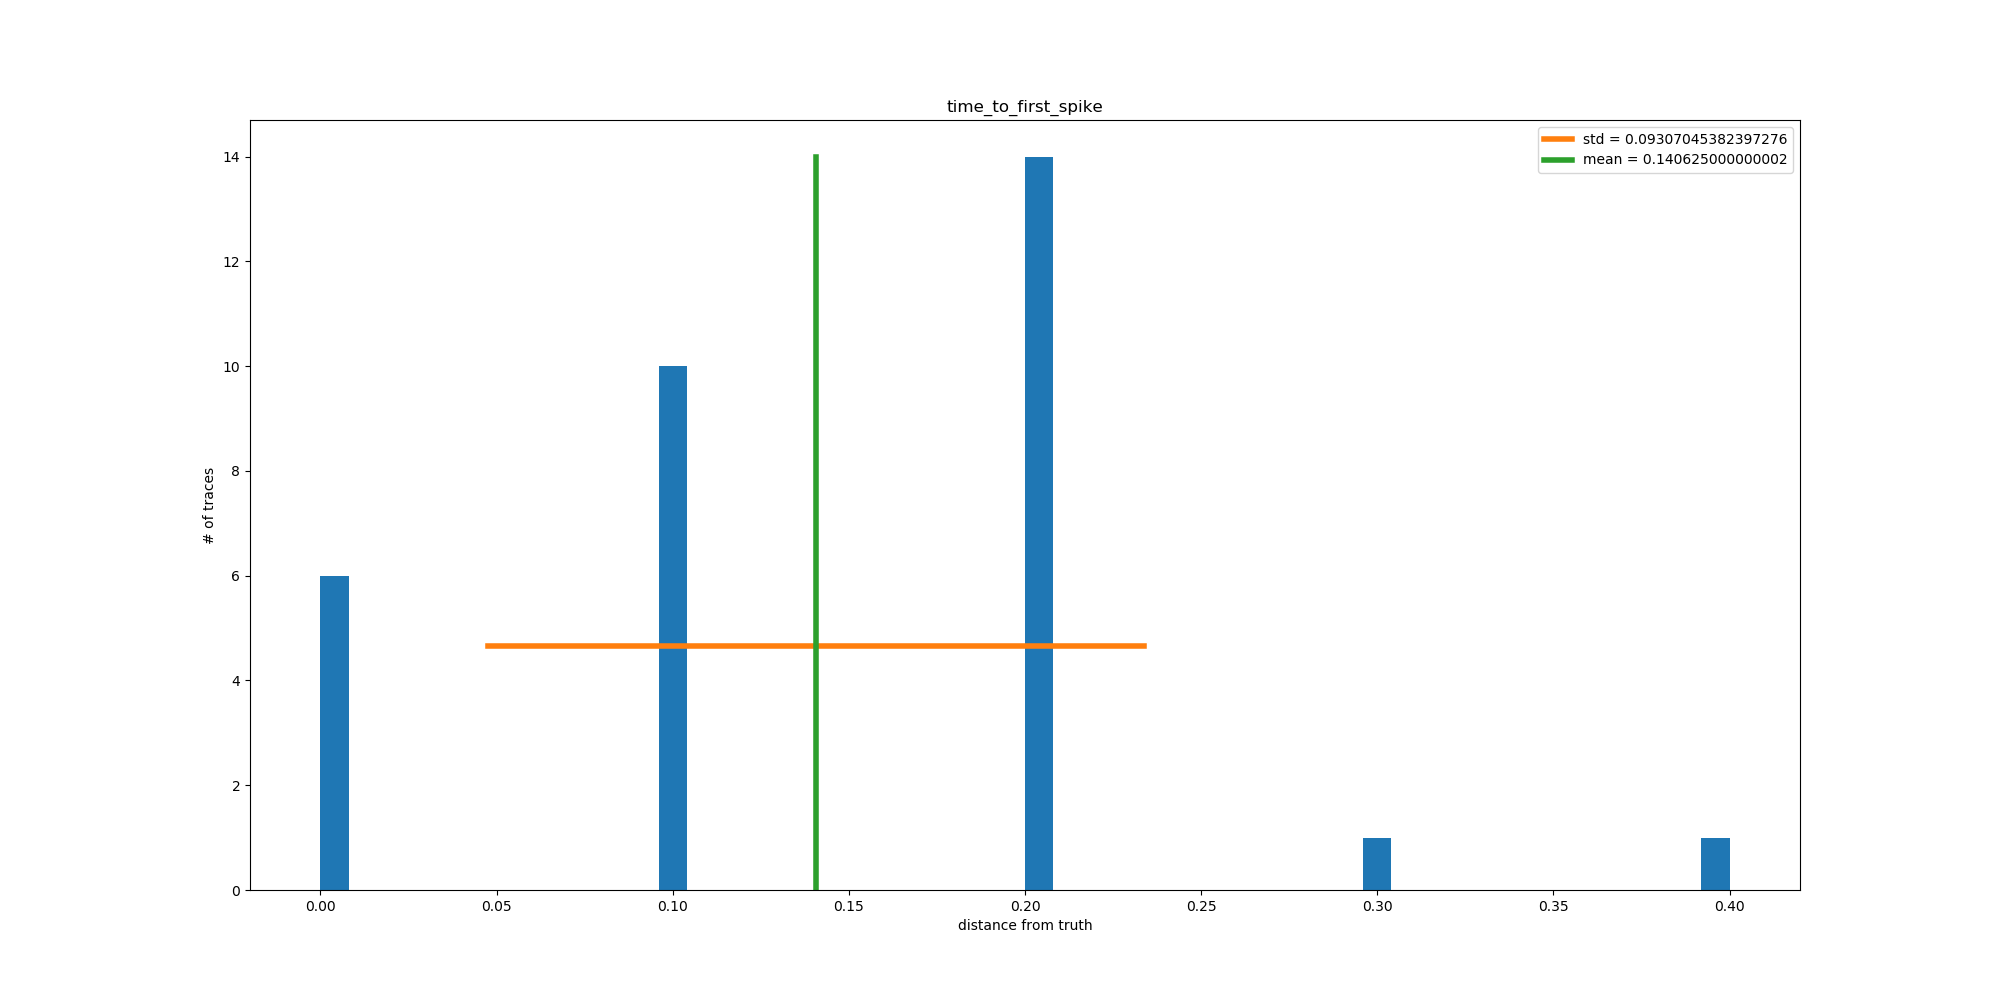 time_to_first_spike
std = 0.09307045382397276
mean = 0.140625000000002
14
12
10
8
6
4
2
0
# of traces
0.00 0.05 0.10 0.15 0.20 0.25 0.30 0.35 0.40
distance from truth